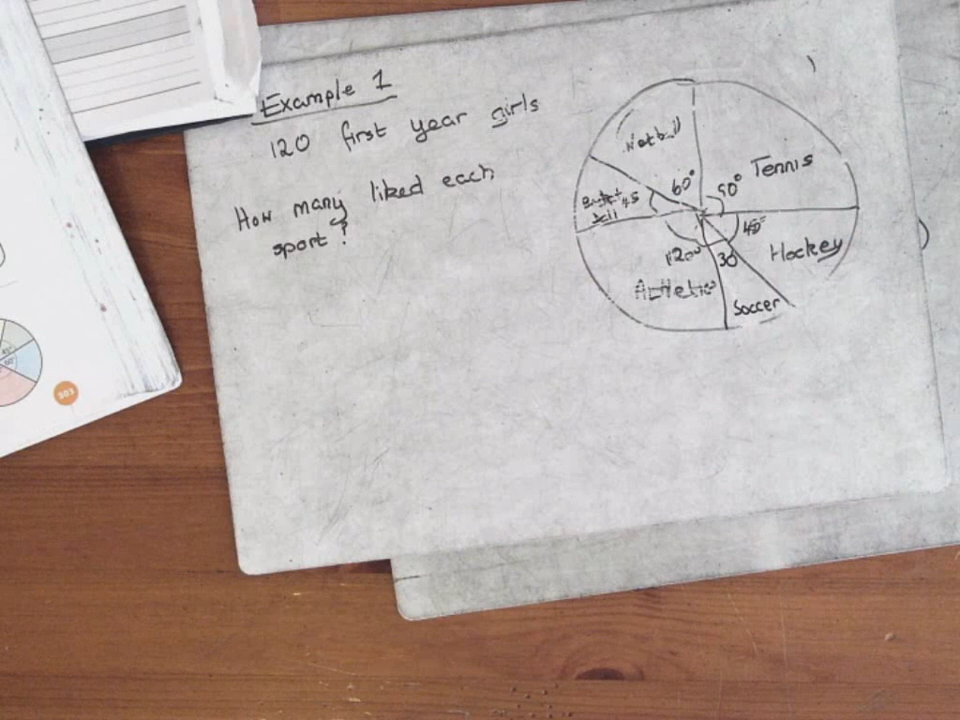 Example 1
120 first year girls
How many liked each
sport?
Netball
60°
90°
Tennis
45
45°
Hockey
120°
30
Athletics
Soccer
303